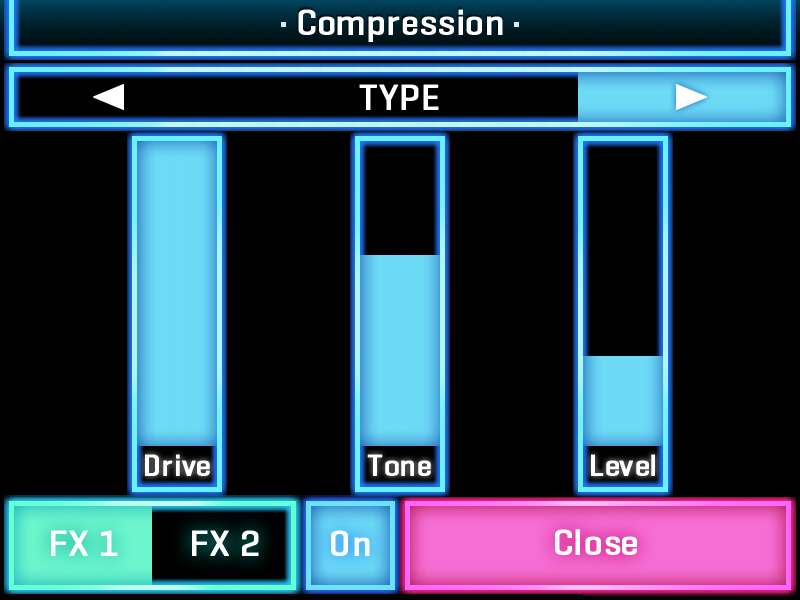 · Compression ·
TYPE
Drive
Tone
Level
FX 1
FX 2
On
Close